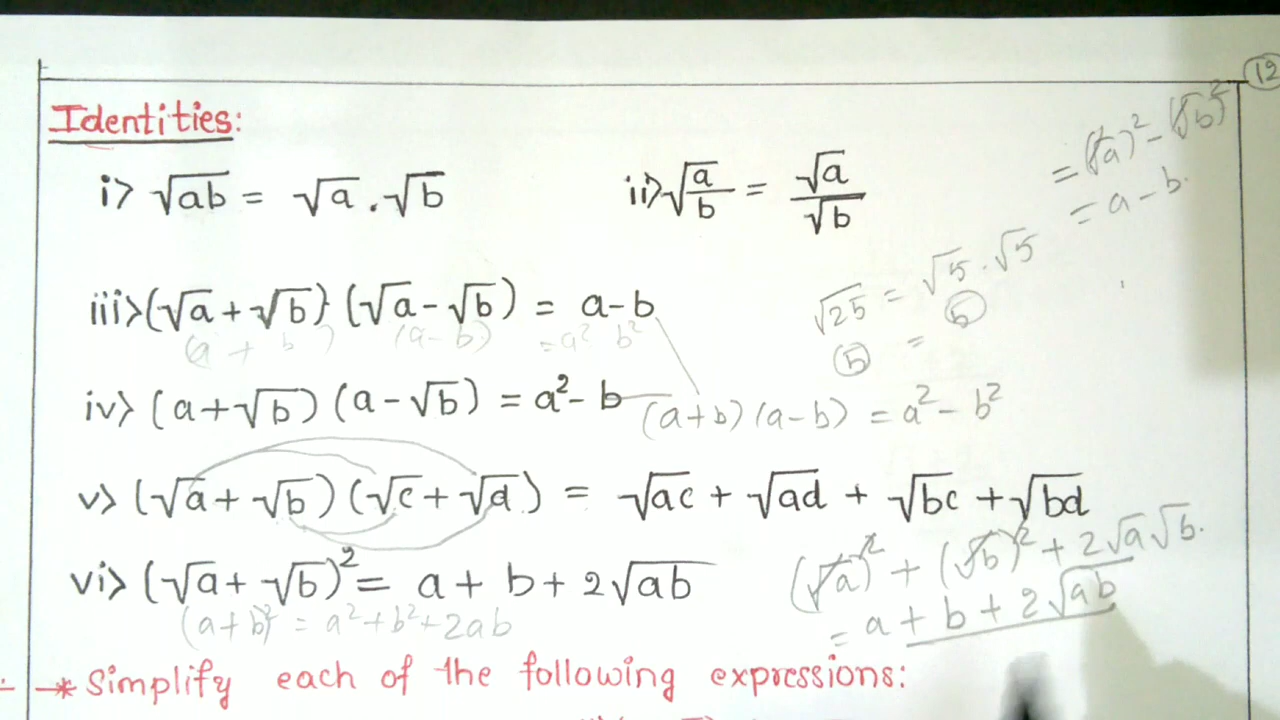 12
Identities:
i> √ab = √a . √b
ii> √(a/b) = √a/√b
= (√a)² - (√b)²
= a - b.
iii> (√a + √b) (√a - √b) = a - b
(a + b) (a - b) = a² b²
√25 = √5 . √5
5 = 5
iv> (a + √b) (a - √b) = a² - b
(a + b) (a - b) = a² - b²
v> (√a + √b) (√c + √d) = √ac + √ad + √bc + √bd
vi> (√a + √b)² = a + b + 2√ab
(√a)² + (√b)² + 2√a√b.
= a + b + 2√ab
(a + b)² = a² + b² + 2ab
→* Simplify each of the following expressions: